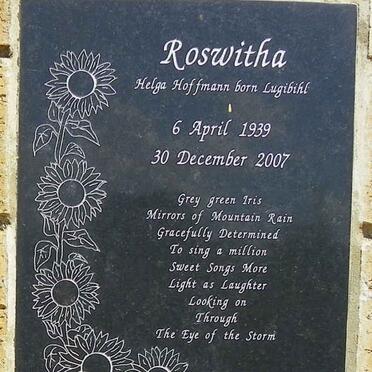 Roswitha
Helga Hoffmann born Lugibihl
6 April 1939
30 December 2007
Grey green Iris
Mirrors of Mountain Rain
Gracefully Determined
To sing a million
Sweet Songs More
Light as Laughter
Looking on
Through
The Eye of the Storm